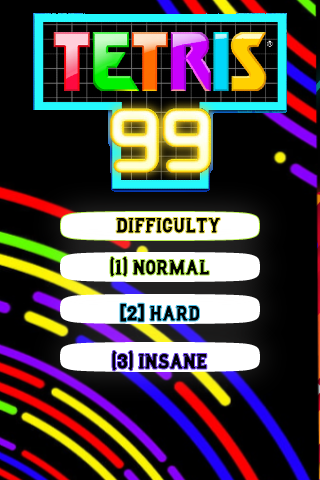 TETRIS®
99
DIFFICULTY
(1) NORMAL
[2] HARD
(3) INSANE